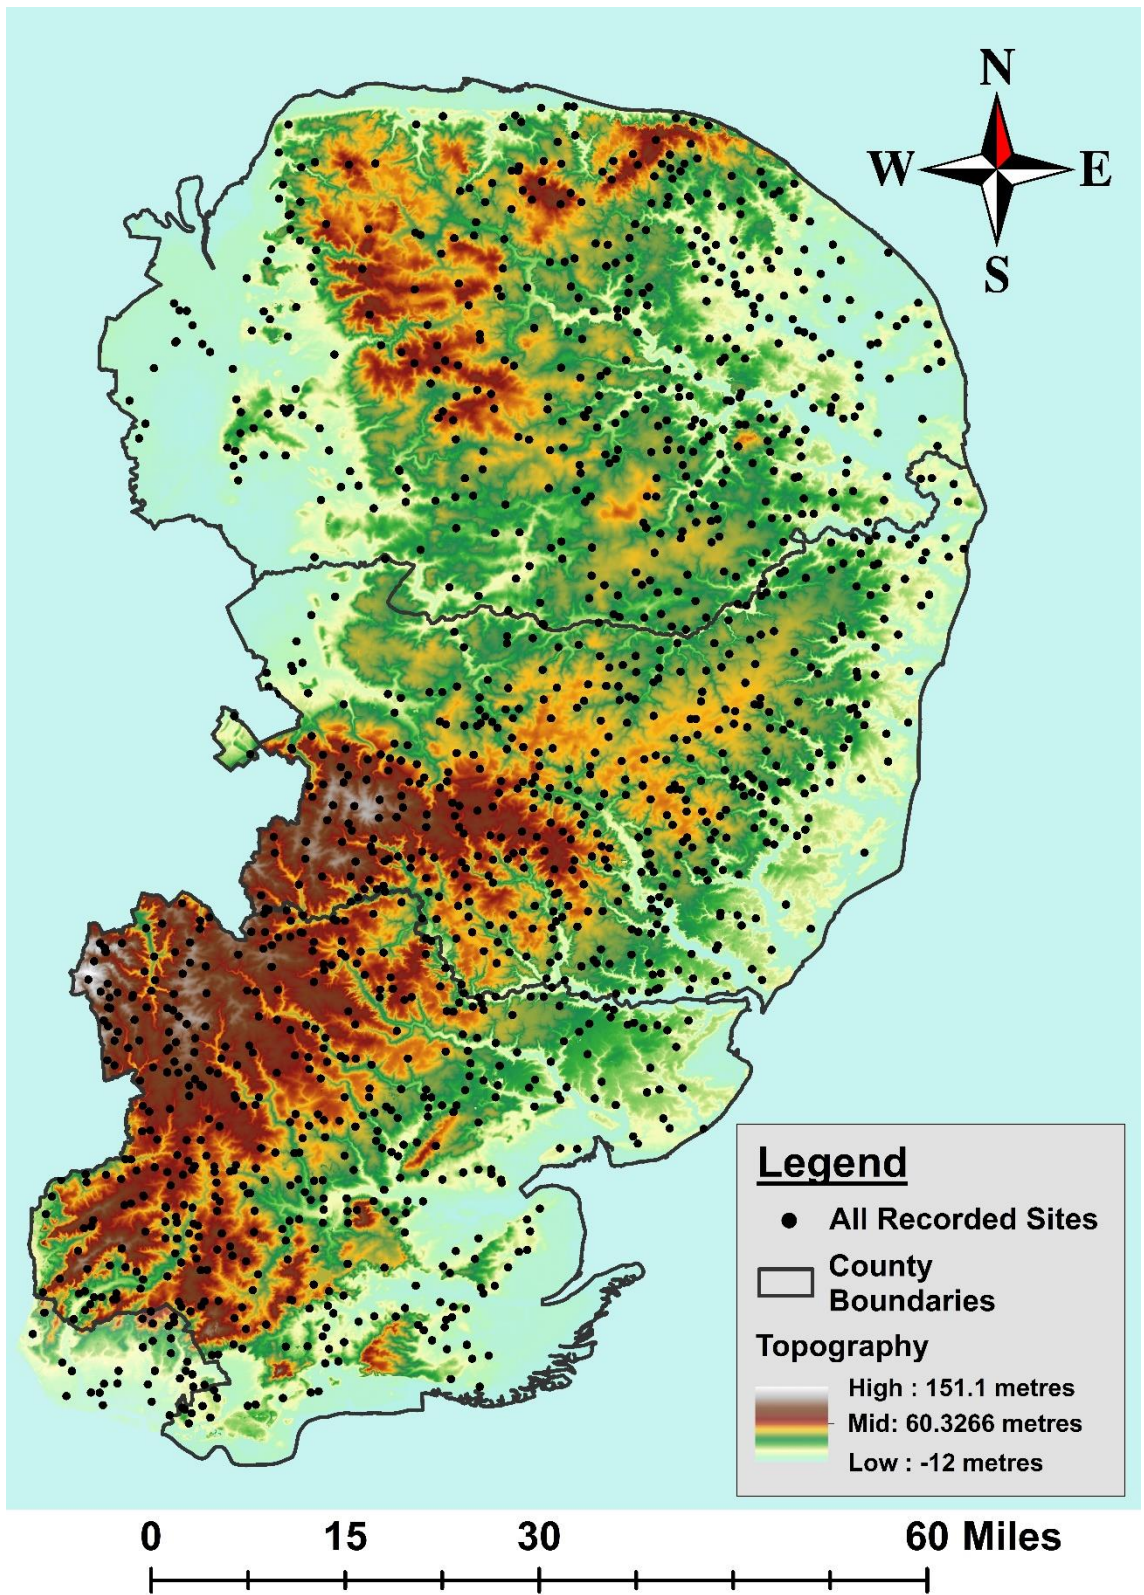 N
W
E
S
Legend
All Recorded Sites
County
Boundaries
Topography
High : 151.1 metres
Mid: 60.3266 metres
Low : -12 metres
0 15 30 60 Miles